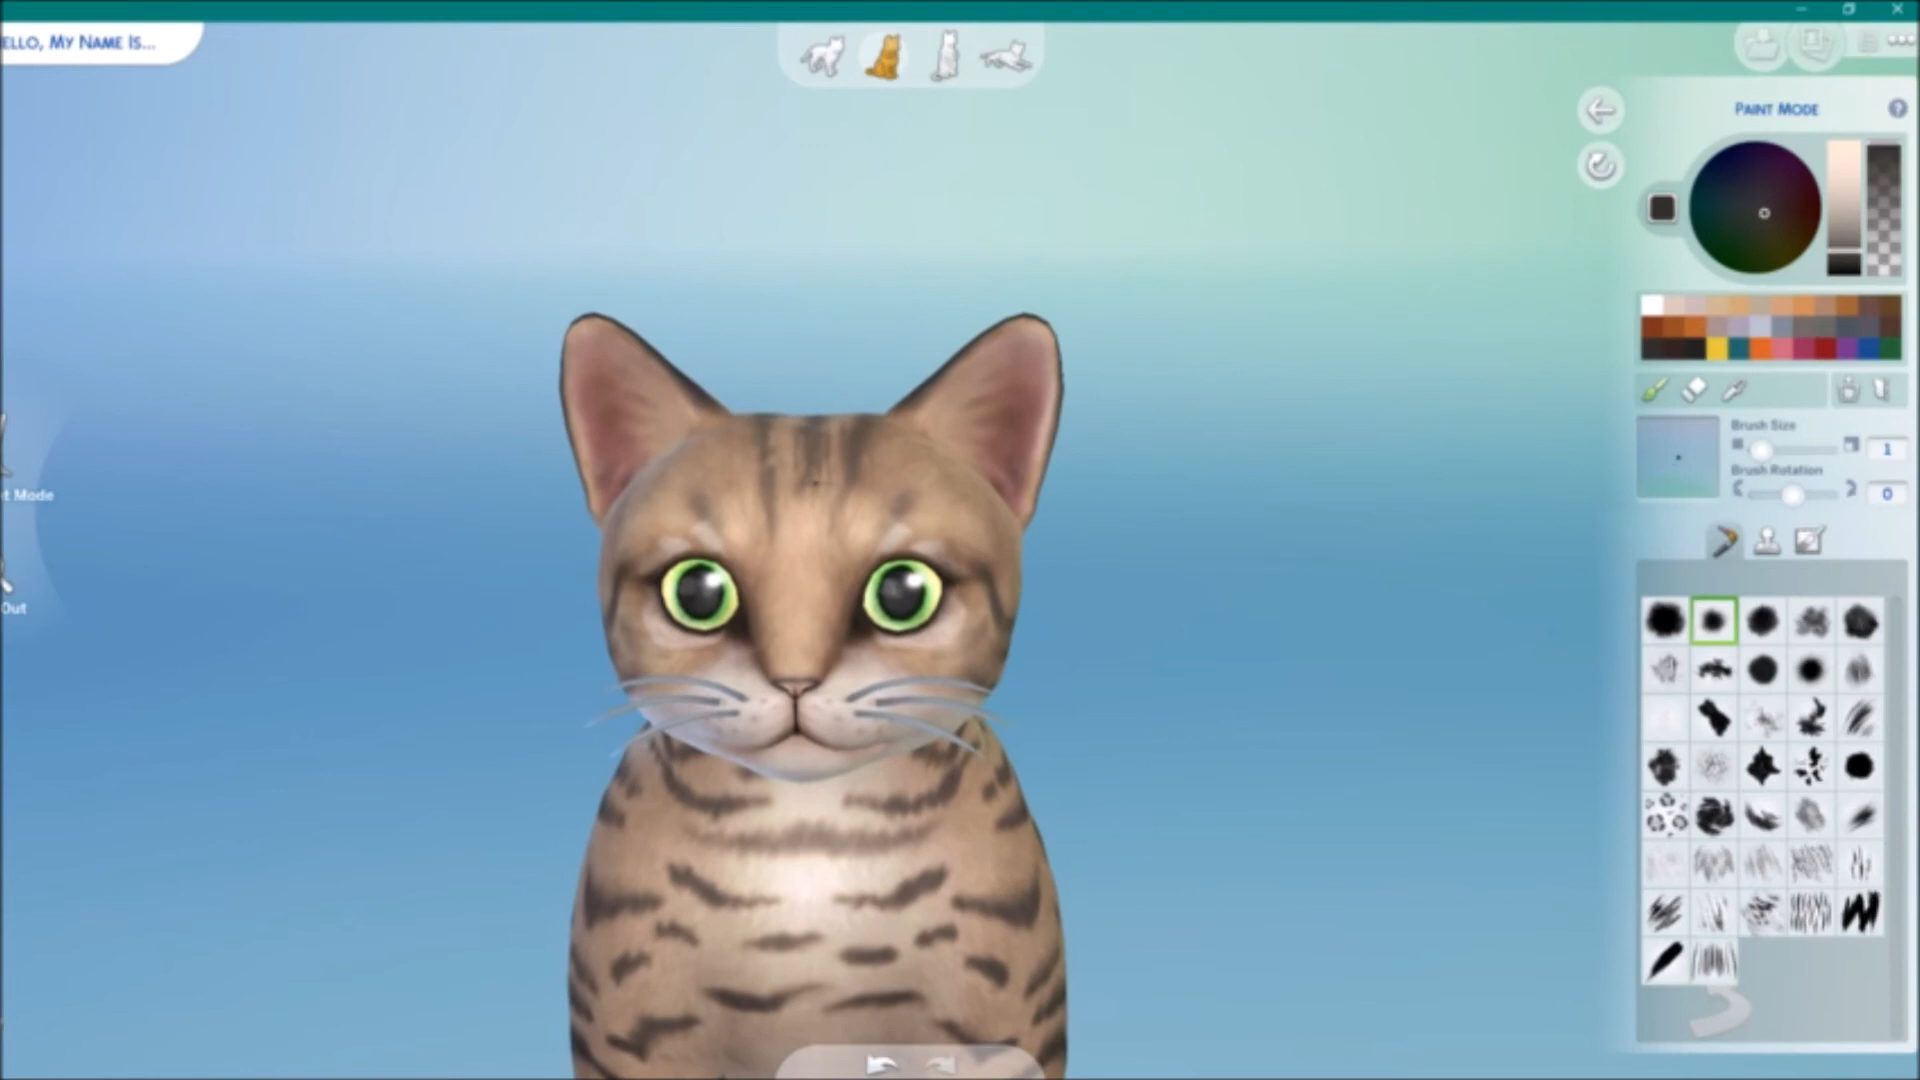 ELLO, MY NAME IS...
PAINT MODE
?
Brush Size
1
Brush Rotation
0
t Mode
Out